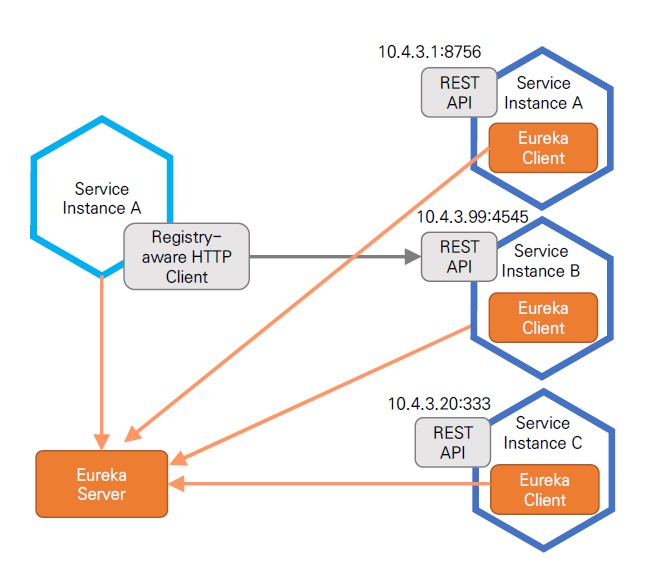 10.4.3.1:8756
REST
API
Service
Instance A
Eureka
Client
Service
Instance A
Registry-
aware HTTP
Client
10.4.3.99:4545
REST
API
Service
Instance B
Eureka
Client
10.4.3.20:333
REST
API
Service
Instance C
Eureka
Client
Eureka
Server